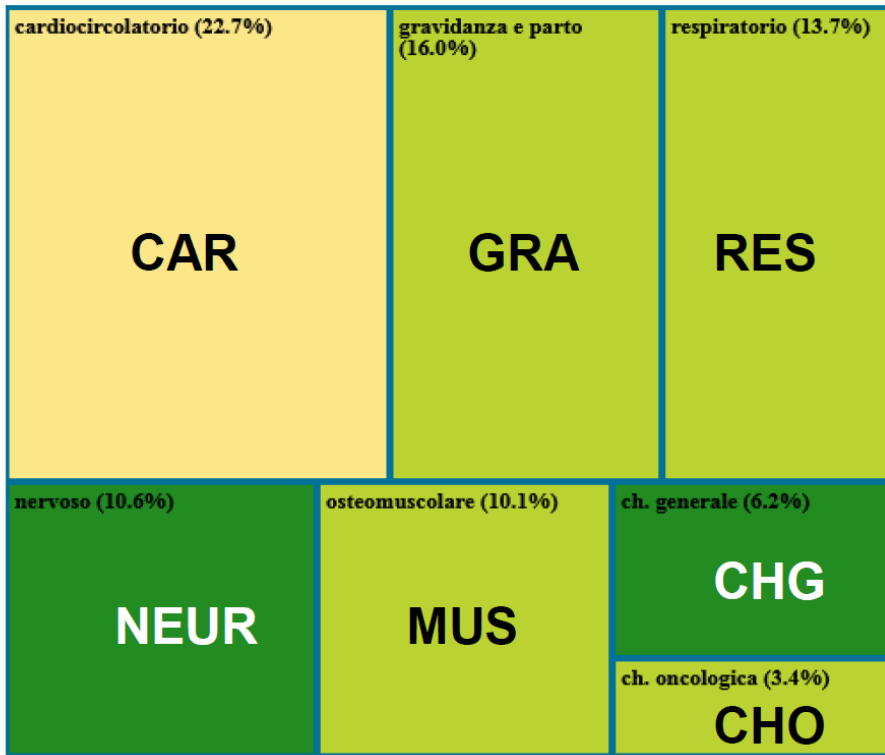 cardiocircolatorio (22.7%)
CAR
gravidanza e parto
(16.0%)
GRA
respiratorio (13.7%)
RES
nervoso (10.6%)
NEUR
osteomuscolare (10.1%)
MUS
ch. generale (6.2%)
CHG
ch. oncologica (3.4%)
CHO